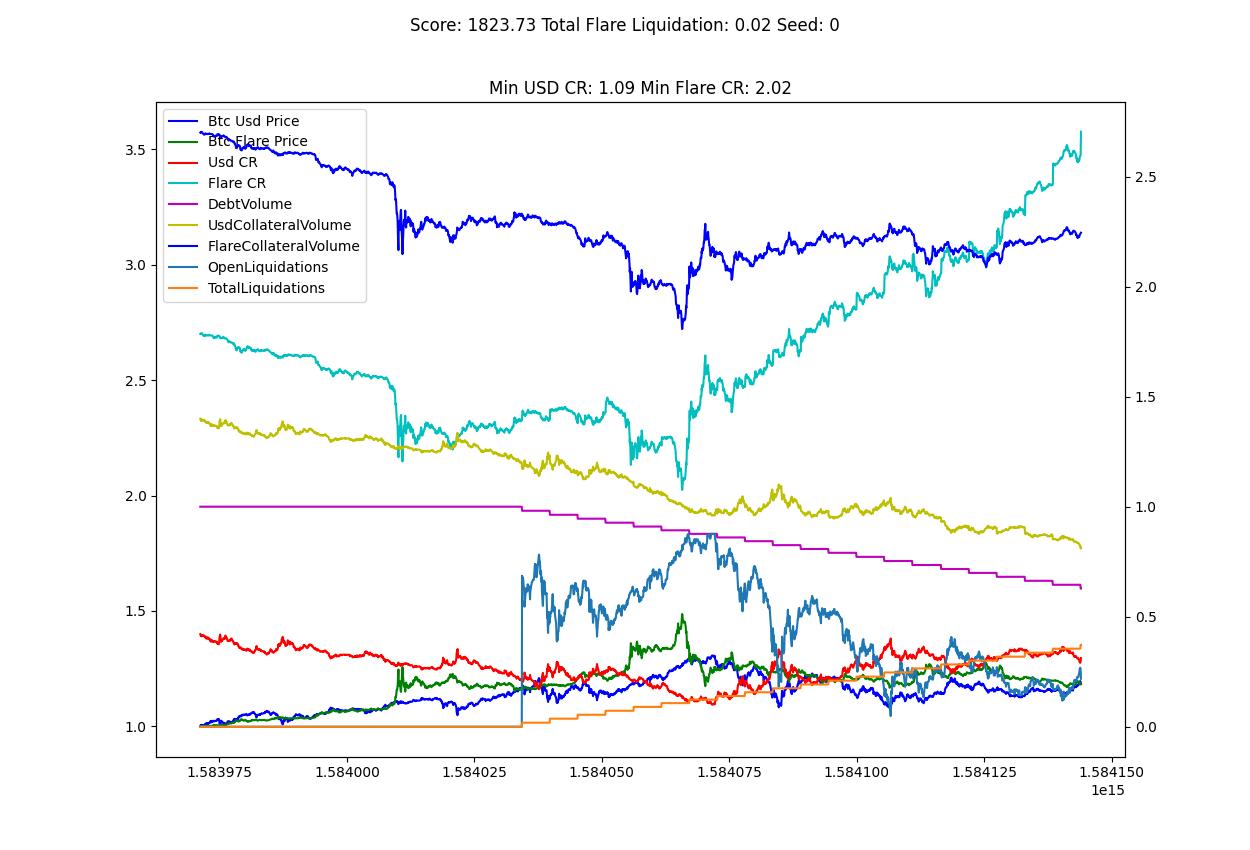 Score: 1823.73 Total Flare Liquidation: 0.02 Seed: 0
Min USD CR: 1.09 Min Flare CR: 2.02
Btc Usd Price
Btc Flare Price
Usd CR
Flare CR
DebtVolume
UsdCollateralVolume
FlareCollateralVolume
OpenLiquidations
TotalLiquidations
3.5
3.0
2.5
2.0
1.5
1.0
2.5
2.0
1.5
1.0
0.5
0.0
1.583975 1.584000 1.584025 1.584050 1.584075 1.584100 1.584125 1.584150
1e15